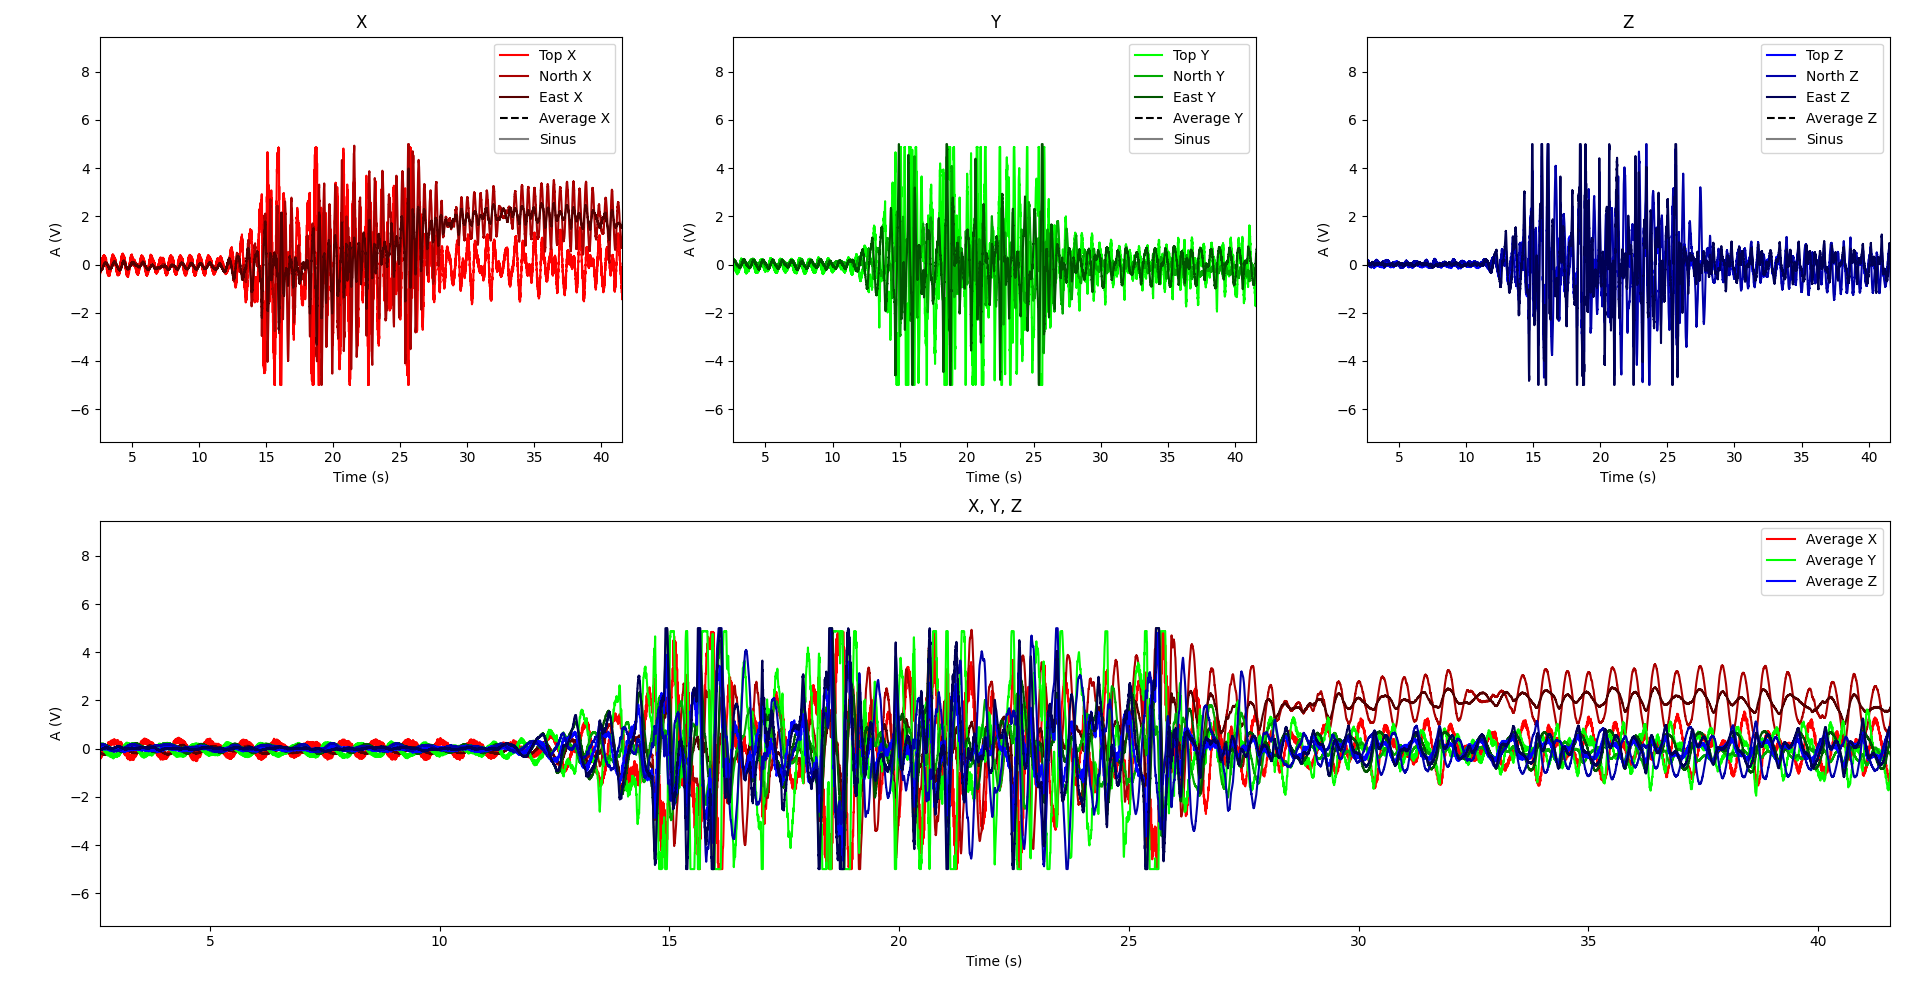 X
8
6
4
2
0
−2
−4
−6
A (V)
5 10 15 20 25 30 35 40
Time (s)
Top X
North X
East X
Average X
Sinus
Y
8
6
4
2
0
−2
−4
−6
A (V)
5 10 15 20 25 30 35 40
Time (s)
Top Y
North Y
East Y
Average Y
Sinus
Z
8
6
4
2
0
−2
−4
−6
A (V)
5 10 15 20 25 30 35 40
Time (s)
Top Z
North Z
East Z
Average Z
Sinus
X, Y, Z
8
6
4
2
0
−2
−4
−6
A (V)
5 10 15 20 25 30 35 40
Time (s)
Average X
Average Y
Average Z